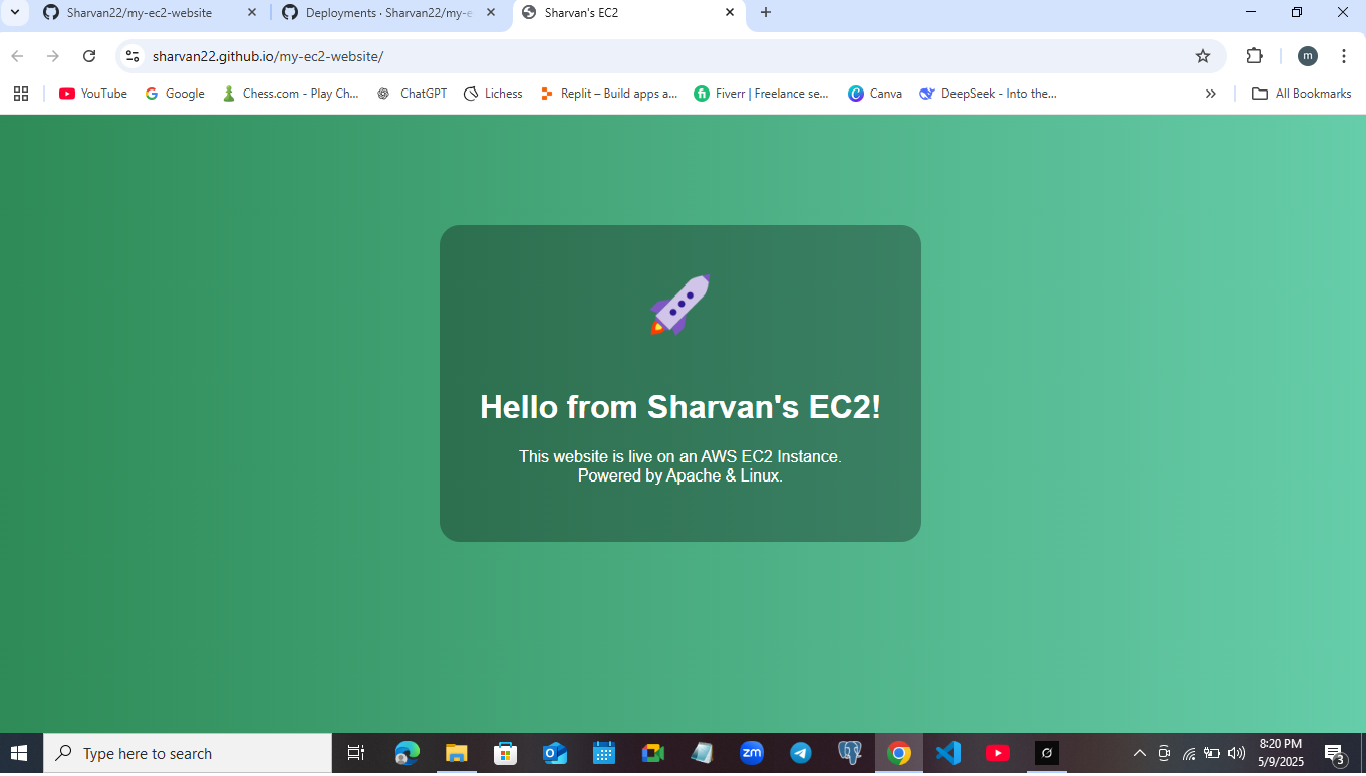 Sharvan22/my-ec2-website
Deployments · Sharvan22/my-e
Sharvan's EC2
sharvan22.github.io/my-ec2-website/
m
YouTube
Google
Chess.com - Play Ch...
ChatGPT
Lichess
Replit – Build apps a...
Fiverr | Freelance se...
Canva
DeepSeek - Into the...
All Bookmarks
Hello from Sharvan's EC2!
This website is live on an AWS EC2 Instance.
Powered by Apache & Linux.
Type here to search
zm
8:20 PM
5/9/2025
3